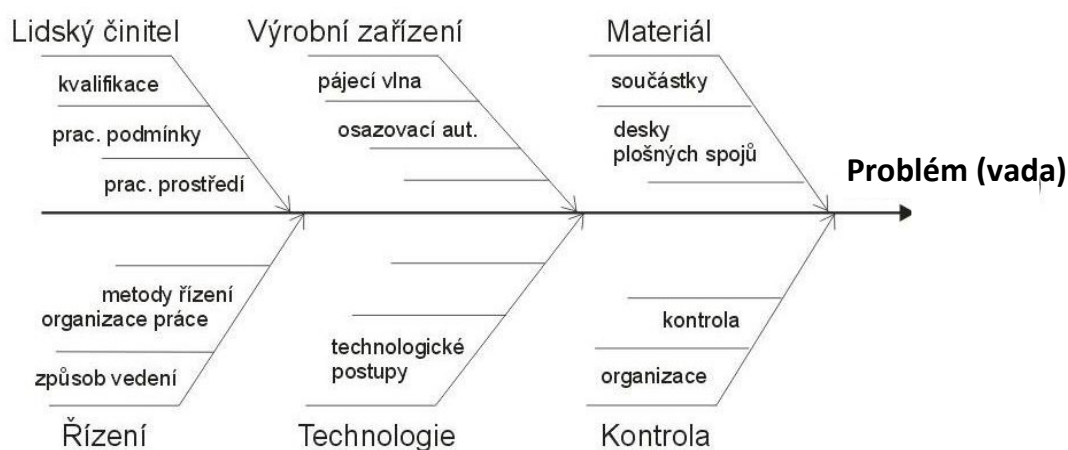 Lidský činitel
Výrobní zařízení
Materiál
kvalifikace
prac. podmínky
prac. prostředí
pájecí vlna
osazovací aut.
součástky
desky
plošných spojů
Problém (vada)
metody řízení
organizace práce
způsob vedení
technologické
postupy
kontrola
organizace
Řízení
Technologie
Kontrola